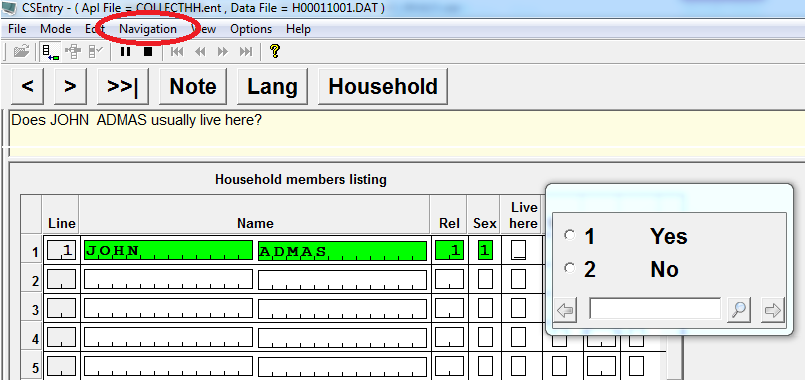 CSEntry - ( Apl File = COLLECTHH.ent , Data File = H00011001.DAT )
File Mode Edit Navigation View Options Help
< > >>| Note Lang Household
Does JOHN ADMAS usually live here?
Household members listing
Line Name Rel Sex Live here
1 1 JOHN ADMAS 1 1
2
3
4
5
1 Yes
2 No